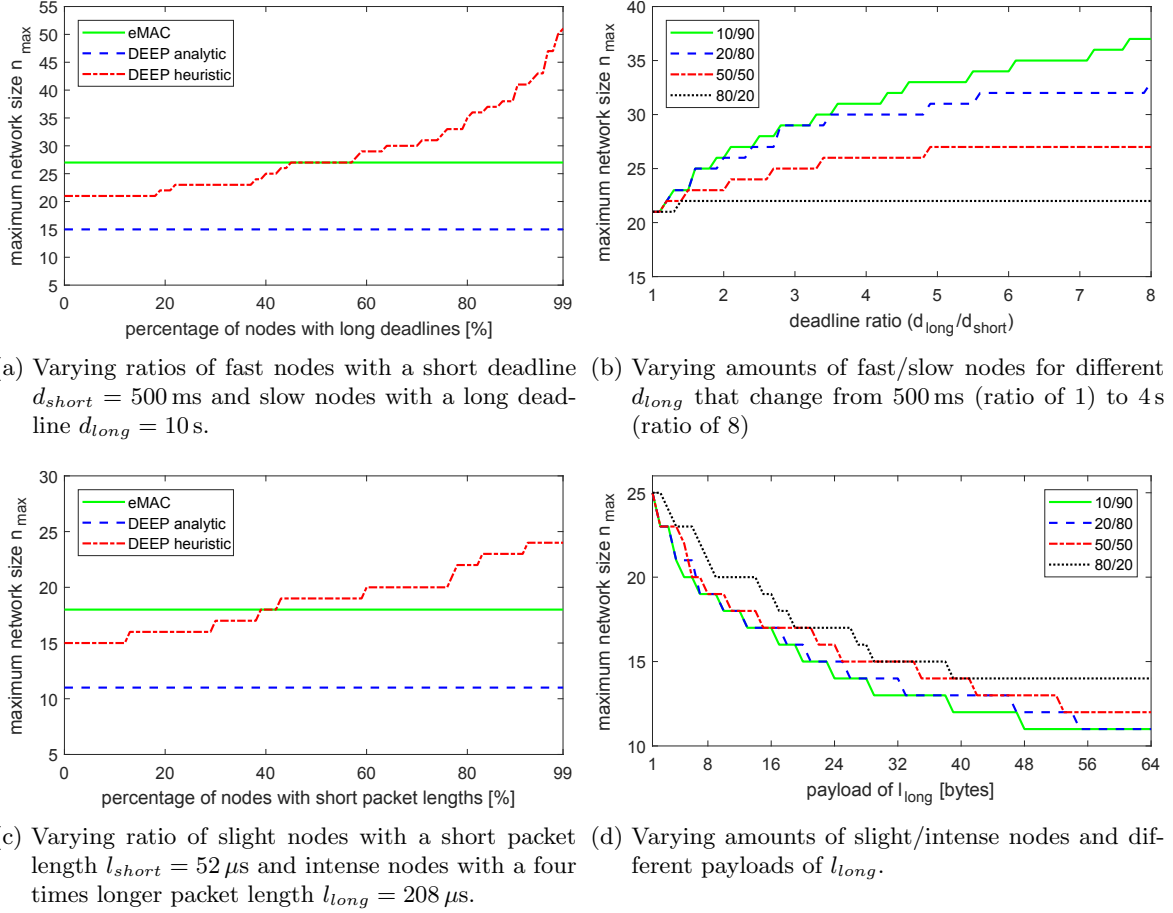 55
50
45
40
35
30
25
20
15
10
5
maximum network size n max
eMAC
DEEP analytic
DEEP heuristic
0 20 40 60 80 99
percentage of nodes with long deadlines [%]
40
35
30
25
20
15
maximum network size n max
10/90
20/80
50/50
80/20
1 2 3 4 5 6 7 8
deadline ratio (d long/d short)
a) Varying ratios of fast nodes with a short deadline
d short = 500 ms and slow nodes with a long dead-
line d long = 10 s.
(b) Varying amounts of fast/slow nodes for different
d long that change from 500 ms (ratio of 1) to 4 s
(ratio of 8)
30
25
20
15
10
5
maximum network size n max
eMAC
DEEP analytic
DEEP heuristic
0 20 40 60 80 99
percentage of nodes with short packet lengths [%]
25
20
15
10
maximum network size n max
10/90
20/80
50/50
80/20
1 8 16 24 32 40 48 56 64
payload of l long [bytes]
c) Varying ratio of slight nodes with a short packet
length l short = 52 μs and intense nodes with a four
times longer packet length l long = 208 μs.
(d) Varying amounts of slight/intense nodes and dif-
ferent payloads of l long.